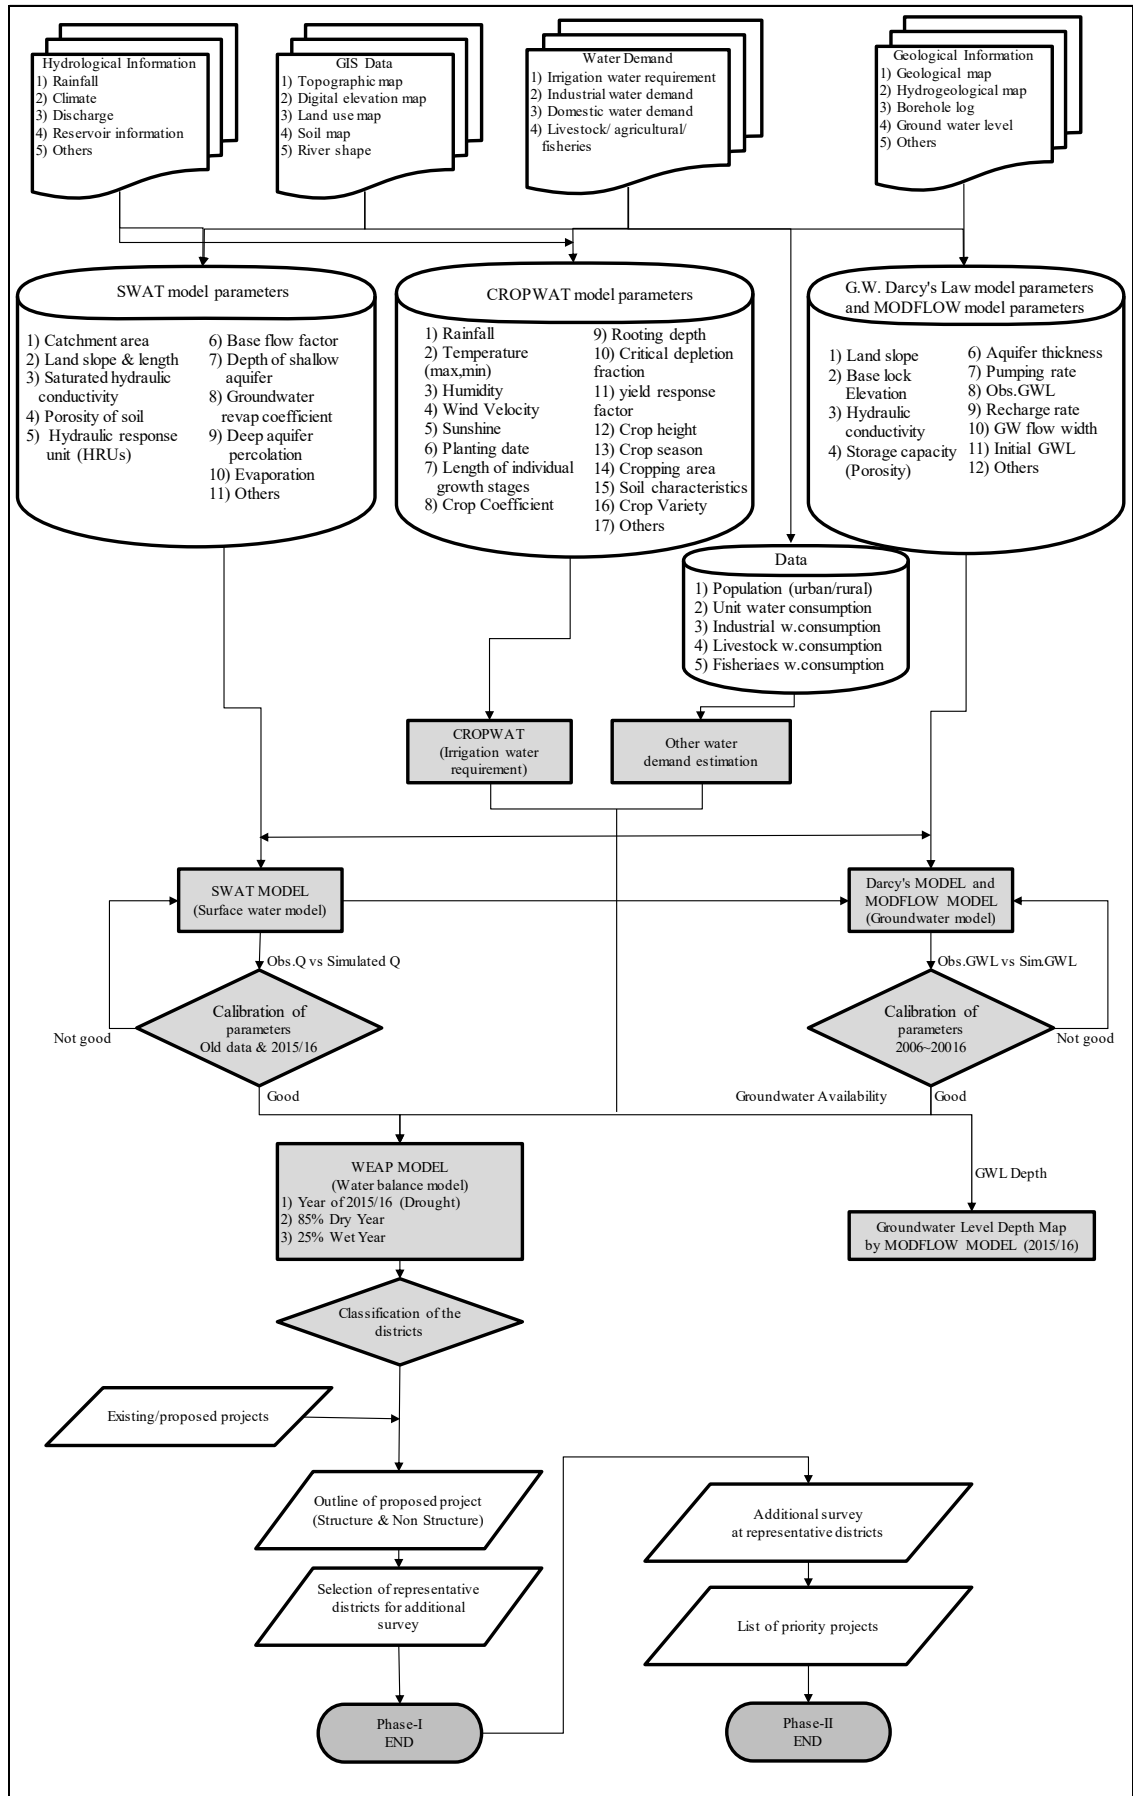 Hydrological Information
1) Rainfall
2) Climate
3) Discharge
4) Reservoir information
5) Others
GIS Data
1) Topographic map
2) Digital elevation map
3) Land use map
4) Soil map
5) River shape
Water Demand
1) Irrigation water requirement
2) Industrial water demand
3) Domestic water demand
4) Livestock/ agricultural/
fisheries
Geological Information
1) Geological map
2) Hydrogeological map
3) Borehole log
4) Ground water level
5) Others
SWAT model parameters
1) Catchment area
2) Land slope & length
3) Saturated hydraulic
conductivity
4) Porosity of soil
5) Hydraulic response
unit (HRUs)
6) Base flow factor
7) Depth of shallow
aquifer
8) Groundwater
revap coefficient
9) Deep aquifer
percolation
10) Evaporation
11) Others
CROPWAT model parameters
1) Rainfall
2) Temperature
(max,min)
3) Humidity
4) Wind Velocity
5) Sunshine
6) Planting date
7) Length of individual
growth stages
8) Crop Coefficient
9) Rooting depth
10) Critical depletion
fraction
11) yield response
factor
12) Crop height
13) Crop season
14) Cropping area
15) Soil characteristics
16) Crop Variety
17) Others
G.W. Darcy's Law model parameters
and MODFLOW model parameters
1) Land slope
2) Base lock
Elevation
3) Hydraulic
conductivity
4) Storage capacity
(Porosity)
6) Aquifer thickness
7) Pumping rate
8) Obs.GWL
9) Recharge rate
10) GW flow width
11) Initial GWL
12) Others
Data
1) Population (urban/rural)
2) Unit water consumption
3) Industrial w.consumption
4) Livestock w.consumption
5) Fisheriaes w.consumption
CROPWAT
(Irrigation water
requirement)
Other water
demand estimation
SWAT MODEL
(Surface water model)
Darcy's MODEL and
MODFLOW MODEL
(Groundwater model)
Obs.Q vs Simulated Q
Obs.GWL vs Sim.GWL
Calibration of
parameters
Old data & 2015/16
Not good
Good
Calibration of
parameters
2006~20016
Not good
Groundwater Availability
Good
WEAP MODEL
(Water balance model)
1) Year of 2015/16 (Drought)
2) 85% Dry Year
3) 25% Wet Year
GWL Depth
Groundwater Level Depth Map
by MODFLOW MODEL (2015/16)
Classification of the
districts
Existing/proposed projects
Outline of proposed project
(Structure & Non Structure)
Selection of representative
districts for additional
survey
Phase-I
END
Additional survey
at representative districts
List of priority projects
Phase-II
END